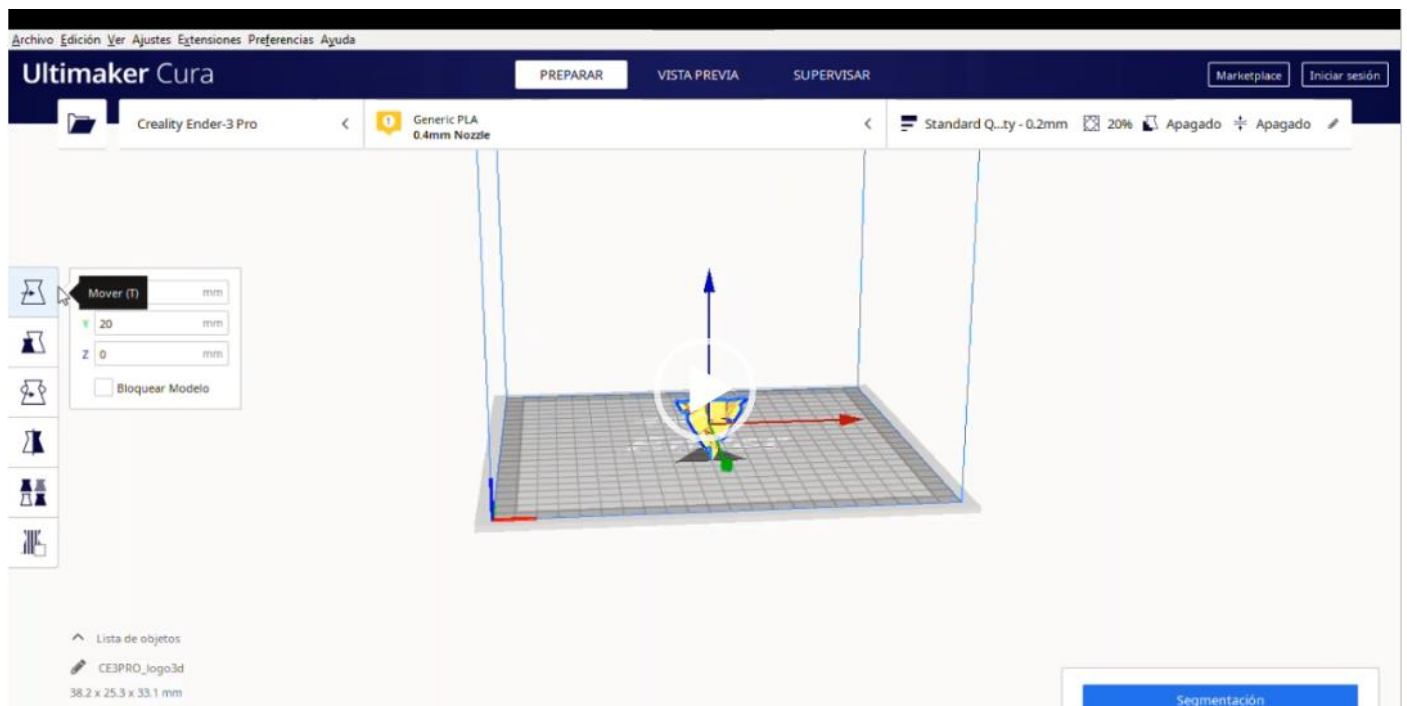 Archivo Edición Ver Ajustes Extensiones Preferencias Ayuda
Ultimaker Cura
PREPARAR
VISTA PREVIA
SUPERVISAR
Marketplace
Iniciar sesión
Creality Ender-3 Pro
Generic PLA
0.4mm Nozzle
Standard Q...ty - 0.2mm
20%
Apagado
Apagado
Mover (T)
mm
Y 20 mm
Z 0 mm
Bloquear Modelo
Lista de objetos
CE3PRO_logo3d
38.2 x 25.3 x 33.1 mm
Segmentación